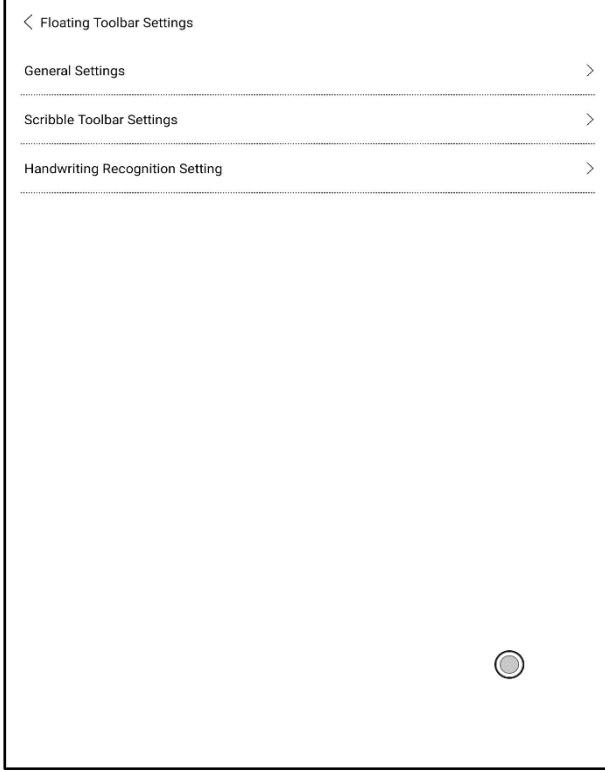 Floating Toolbar Settings
General Settings
Scribble Toolbar Settings
Handwriting Recognition Setting